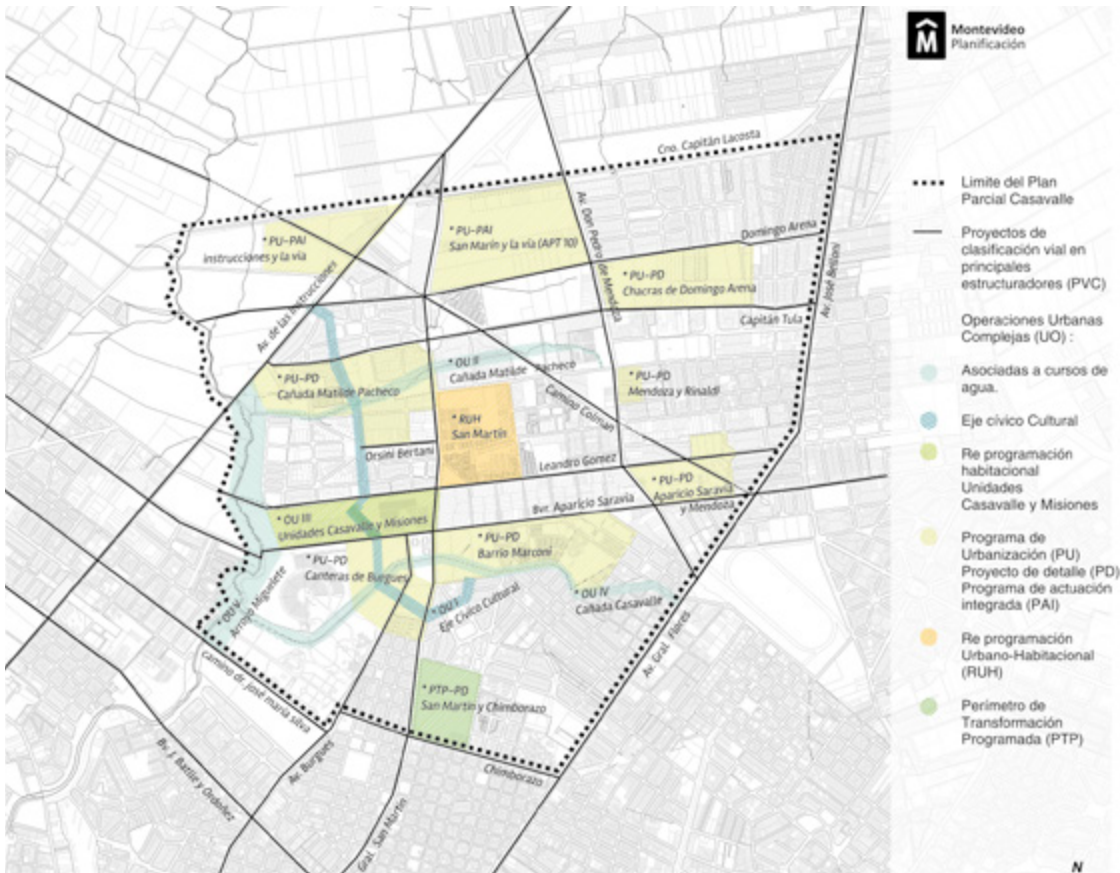 Montevideo
Planificación
Cno. Capitán Lacosta
Av. Don Pedro de Mendoza
Domingo Arena
Av. José Belloni
* PU-PAI
instrucciones y la vía
* PU-PAI
San Marín y la vía (APT 10)
* PU-PD
Chacras de Domingo Arena
Av. de las Instrucciones
Capitán Tula
* OU II
Cañada Matilde Pacheco
* PU-PD
Cañada Matilde Pacheco
* PU-PD
Mendoza y Rinaldi
Camino Colman
* RUH
San Martín
Orsini Bertani
Leandro Gomez
* PU-PD
Aparicio Saravia
y Mendoza
Bvr. Aparicio Saravia
* OU III
Unidades Casavalle y Misiones
* PU-PD
Barrio Marconi
* PU-PD
Canteras de Burgues
* OU V
Arroyo Miguelete
* OU I
Eje Cívico Cultural
* OU IV
Cañada Casavalle
Av. Gral. Flores
camino dr. josé maría silva
* PTP-PD
San Martín y Chimborazo
Av. Burgues
Bv. J. Batlle y Ordoñez
Chimborazo
Gral. San Martín
Limite del Plan
Parcial Casavalle
Proyectos de
clasificación vial en
principales
estructuradores (PVC)
Operaciones Urbanas
Complejas (UO) :
Asociadas a cursos de
agua.
Eje cívico Cultural
Re programación
habitacional
Unidades
Casavalle y Misiones
Programa de
Urbanización (PU)
Proyecto de detalle (PD)
Programa de actuación
integrada (PAI)
Re programación
Urbano-Habitacional
(RUH)
Perímetro de
Transformación
Programada (PTP)
N